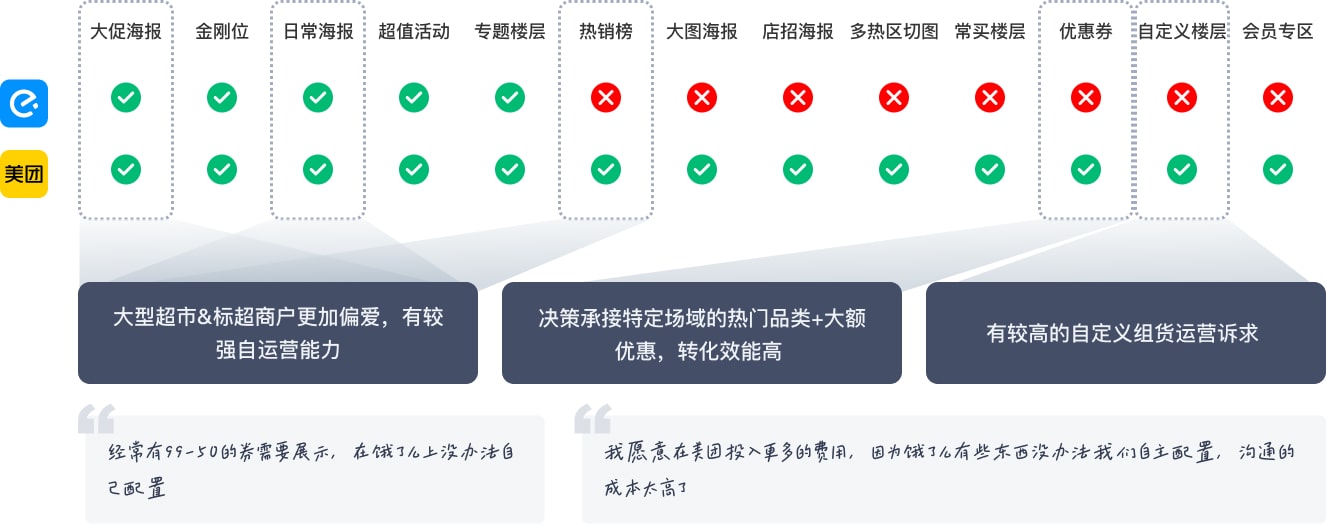 大促海报 金刚位 日常海报 超值活动 专题楼层 热销榜 大图海报 店招海报 多热区切图 常买楼层 优惠券 自定义楼层 会员专区
美团
大型超市&标超商户更加偏爱，有较
强自运营能力
决策承接特定场域的热门品类+大额
优惠，转化效能高
有较高的自定义组货运营诉求
经常有99-50的券需要展示，在饿了么上没办法自
己配置
我愿意在美团投入更多的费用，因为饿了么有些东西没办法我们自主配置，沟通的
成本太高了